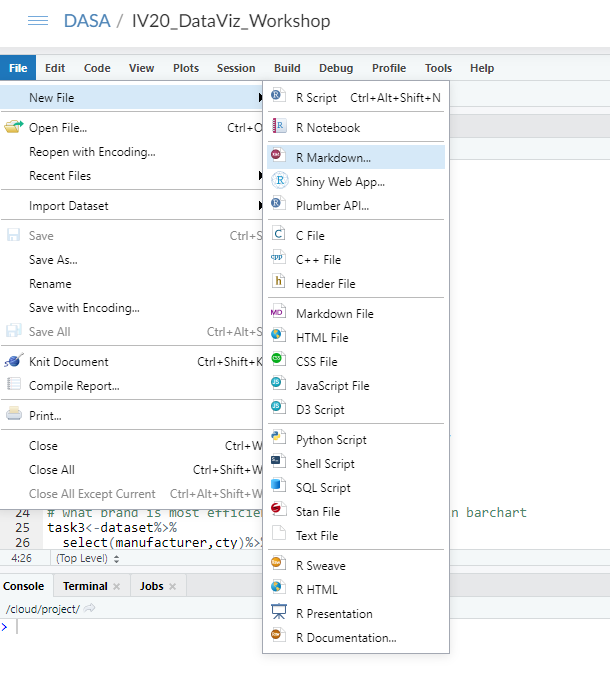 DASA / IV20_DataViz_Workshop
File Edit Code View Plots Session Build Debug Profile Tools Help
New File
Open File... Ctrl+O
Reopen with Encoding...
Recent Files
Import Dataset
Save Ctrl+S
Save As...
Rename
Save with Encoding...
Save All Ctrl+Alt+S
Knit Document Ctrl+Shift+K
Compile Report...
Print...
Close Ctrl+W
Close All Ctrl+Shift+W
Close All Except Current Ctrl+Alt+Shift+W
R Script Ctrl+Alt+Shift+N
R Notebook
R Markdown...
Shiny Web App...
Plumber API...
C File
C++ File
Header File
Markdown File
HTML File
CSS File
JavaScript File
D3 Script
Python Script
Shell Script
SQL Script
Stan File
Text File
R Sweave
R HTML
R Presentation
R Documentation...
24 # what brand is most efficie n barchart
25 task3<-dataset%>%
26 select(manufacturer,cty)%>%
4:26 (Top Level)
Console Terminal Jobs
/cloud/project/
>